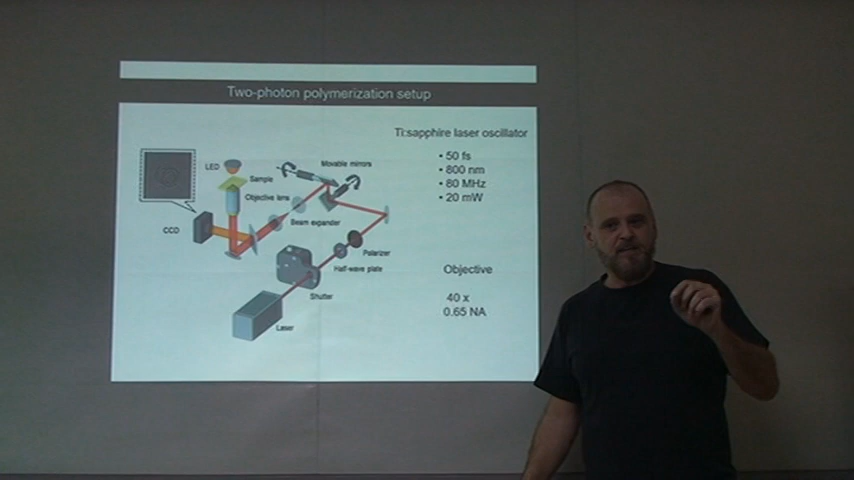 Two-photon polymerization setup
Ti:sapphire laser oscillator
• 50 fs
• 800 nm
• 80 MHz
• 20 mW
LED
Sample
Movable mirrors
Objective lens
Beam expander
CCD
Polarizer
Half-wave plate
Shutter
Laser
Objective
40 x
0.65 NA